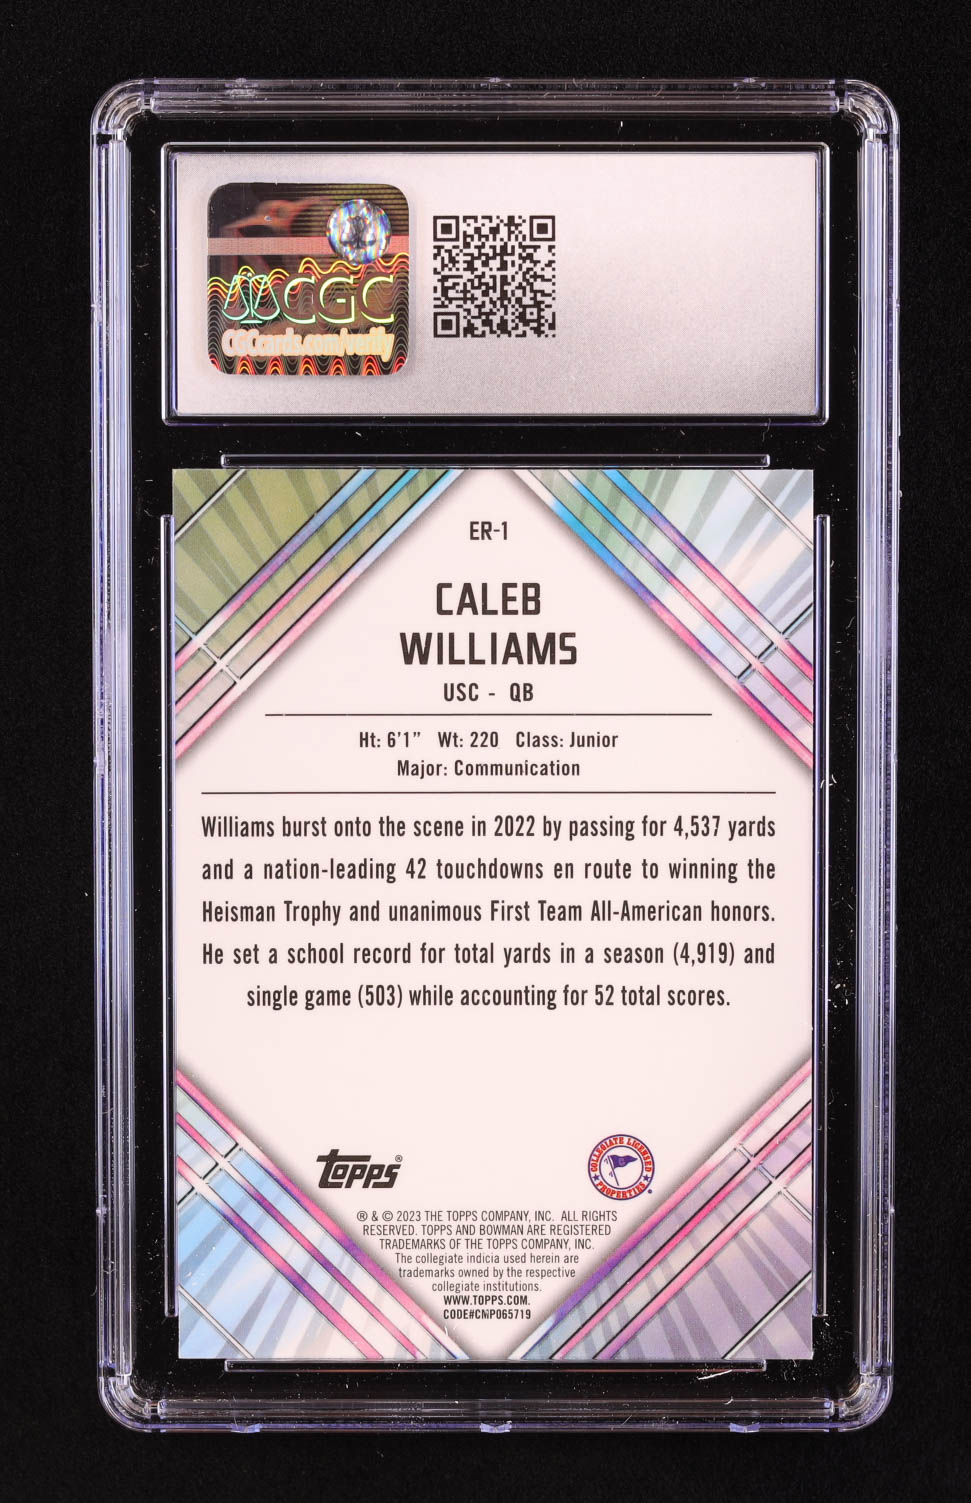 CGC
CGCcards.com/verify
ER-1
CALEB
WILLIAMS
USC - QB
Ht: 6'1" Wt: 220 Class: Junior
Major: Communication
Williams burst onto the scene in 2022 by passing for 4,537 yards
and a nation-leading 42 touchdowns en route to winning the
Heisman Trophy and unanimous First Team All-American honors.
He set a school record for total yards in a season (4,919) and
single game (503) while accounting for 52 total scores.
topps®
COLLEGIATE LICENSED
PROPERTIES®
® & © 2023 THE TOPPS COMPANY, INC. ALL RIGHTS
RESERVED. TOPPS AND BOWMAN ARE REGISTERED
TRADEMARKS OF THE TOPPS COMPANY, INC.
The collegiate indicia used herein are
trademarks owned by the respective
collegiate institutions.
WWW.TOPPS.COM.
CODE#CMP065719